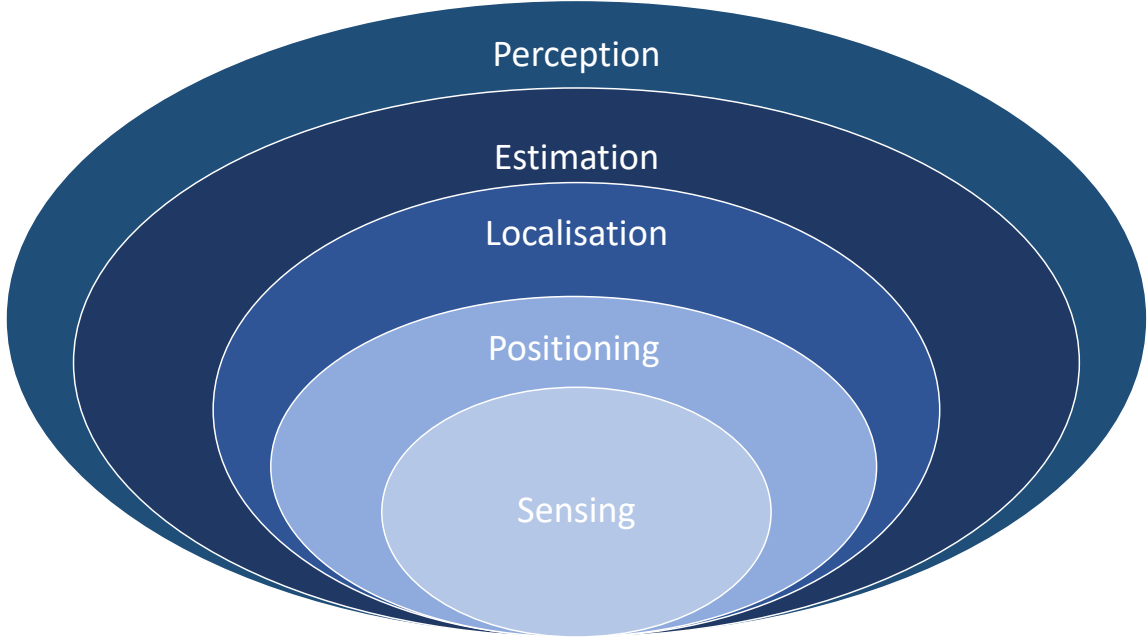 Perception
Estimation
Localisation
Positioning
Sensing